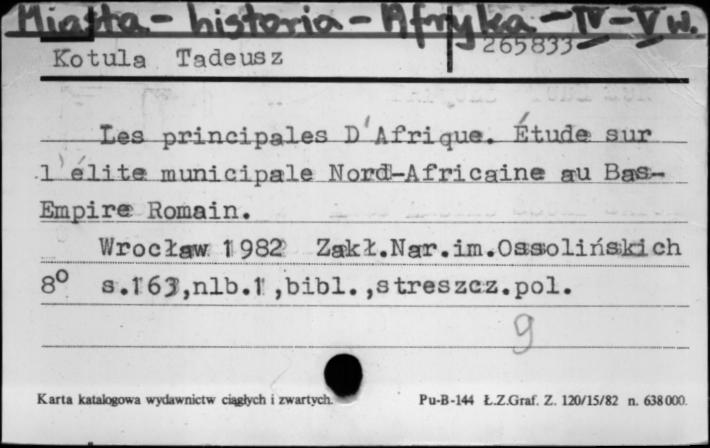 Miasta - historia - Afryka - IV - V w.
265833
Kotula Tadeusz
Les principales D'Afrique. Étude sur
l'élite municipale Nord-Africaine au Bas-
Empire Romain.
Wrocław 1982 Zakł.Nar.im.Ossolińskich
8º s.163,nlb.1,bibl.,streszcz.pol.
9
Karta katalogowa wydawnictw ciągłych i zwartych. Pu-B-144 Ł.Z.Graf. Z. 120/15/82 n. 638000.